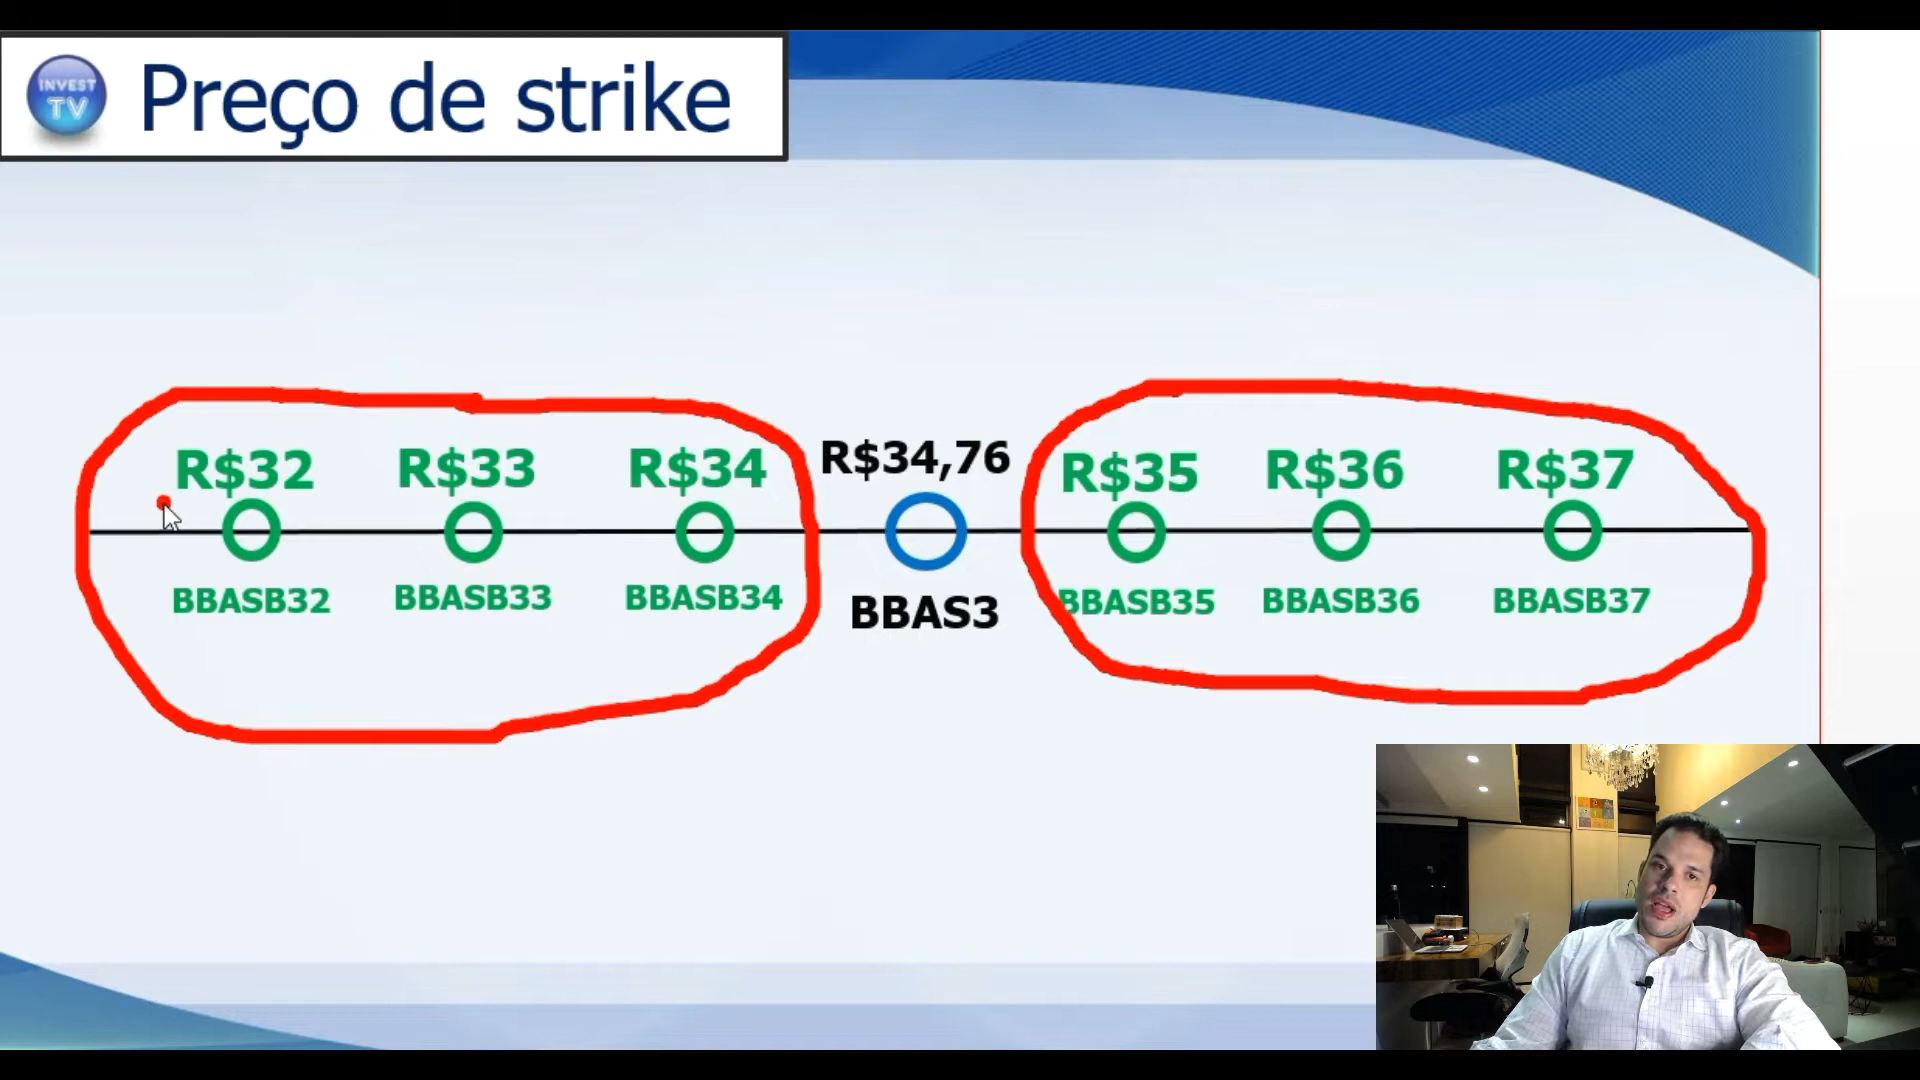 INVEST
TV
Preço de strike
R$32
R$33
R$34
R$34,76
R$35
R$36
R$37
BBASB32
BBASB33
BBASB34
BBAS3
BBASB35
BBASB36
BBASB37